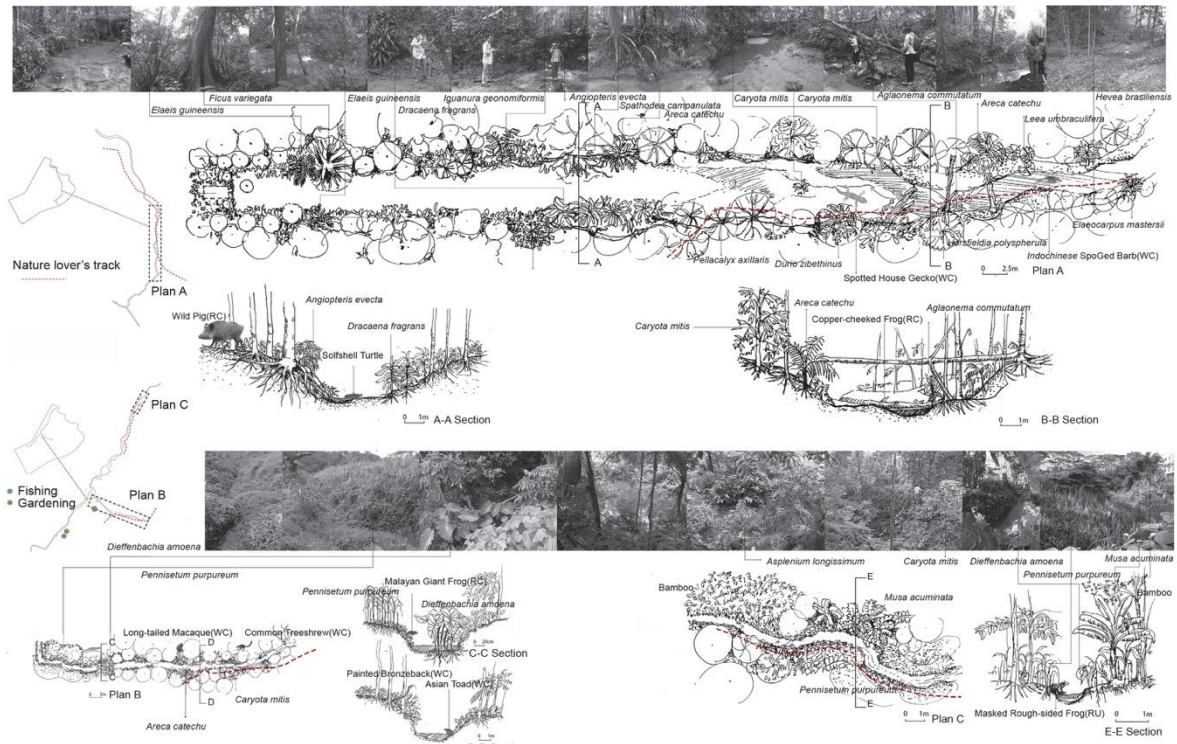 Elaeis guineensis
Ficus variegata
Elaeis guineensis
Dracaena fragrans
Iguanura geonomiformis
Angiopteris evecta
A
Spathodea campanulata
Areca catechu
Caryota mitis
Caryota mitis
Aglaonema commutatum
B
Areca catechu
Leea umbraculifera
Hevea brasiliensis
Nature lover's track
Plan A
A
Pellacalyx axillaris
Durio zibethinus
Spotted House Gecko(WC)
B
Horsfieldia polyspherula
Elaeocarpus mastersii
Indochinese SpoGed Barb(WC)
0 2.5m
Plan A
Wild Pig(RC)
Angiopteris evecta
Dracaena fragrans
Solfshell Turtle
0 1m
A-A Section
Caryota mitis
Areca catechu
Copper-cheeked Frog(RC)
Aglaonema commutatum
0 1m
B-B Section
Plan C
Plan B
Fishing
Gardening
Dieffenbachia amoena
Pennisetum purpureum
Asplenium longissimum
Caryota mitis
Dieffenbachia amoena
Pennisetum purpureum
Musa acuminata
Bamboo
Long-tailed Macaque(WC)
Common Treeshrew(WC)
C
D
D
Plan B
Areca catechu
Caryota mitis
Malayan Giant Frog(RC)
Pennisetum purpureum
Dieffenbachia amoena
C-C Section
Painted Bronzeback(WC)
Asian Toad(WC)
Bamboo
E
Musa acuminata
Pennisetum purpureum
E
0 1m
Plan C
Masked Rough-sided Frog(RU)
0 1m
E-E Section